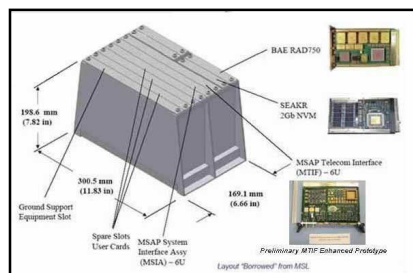 BAE RAD750
SEAKR
2Gb NVM
198.6 mm
(7.82 in)
300.5 mm
(11.83 in)
169.1 mm
(6.66 in)
MSAP Telecom Interface
(MTIF) – 6U
Ground Support
Equipment Slot
Spare Slots
User Cards
MSAP System
Interface Assy
(MSIA) – 6U
Preliminary MTIF Enhanced Prototype
Layout "Borrowed" from MSL